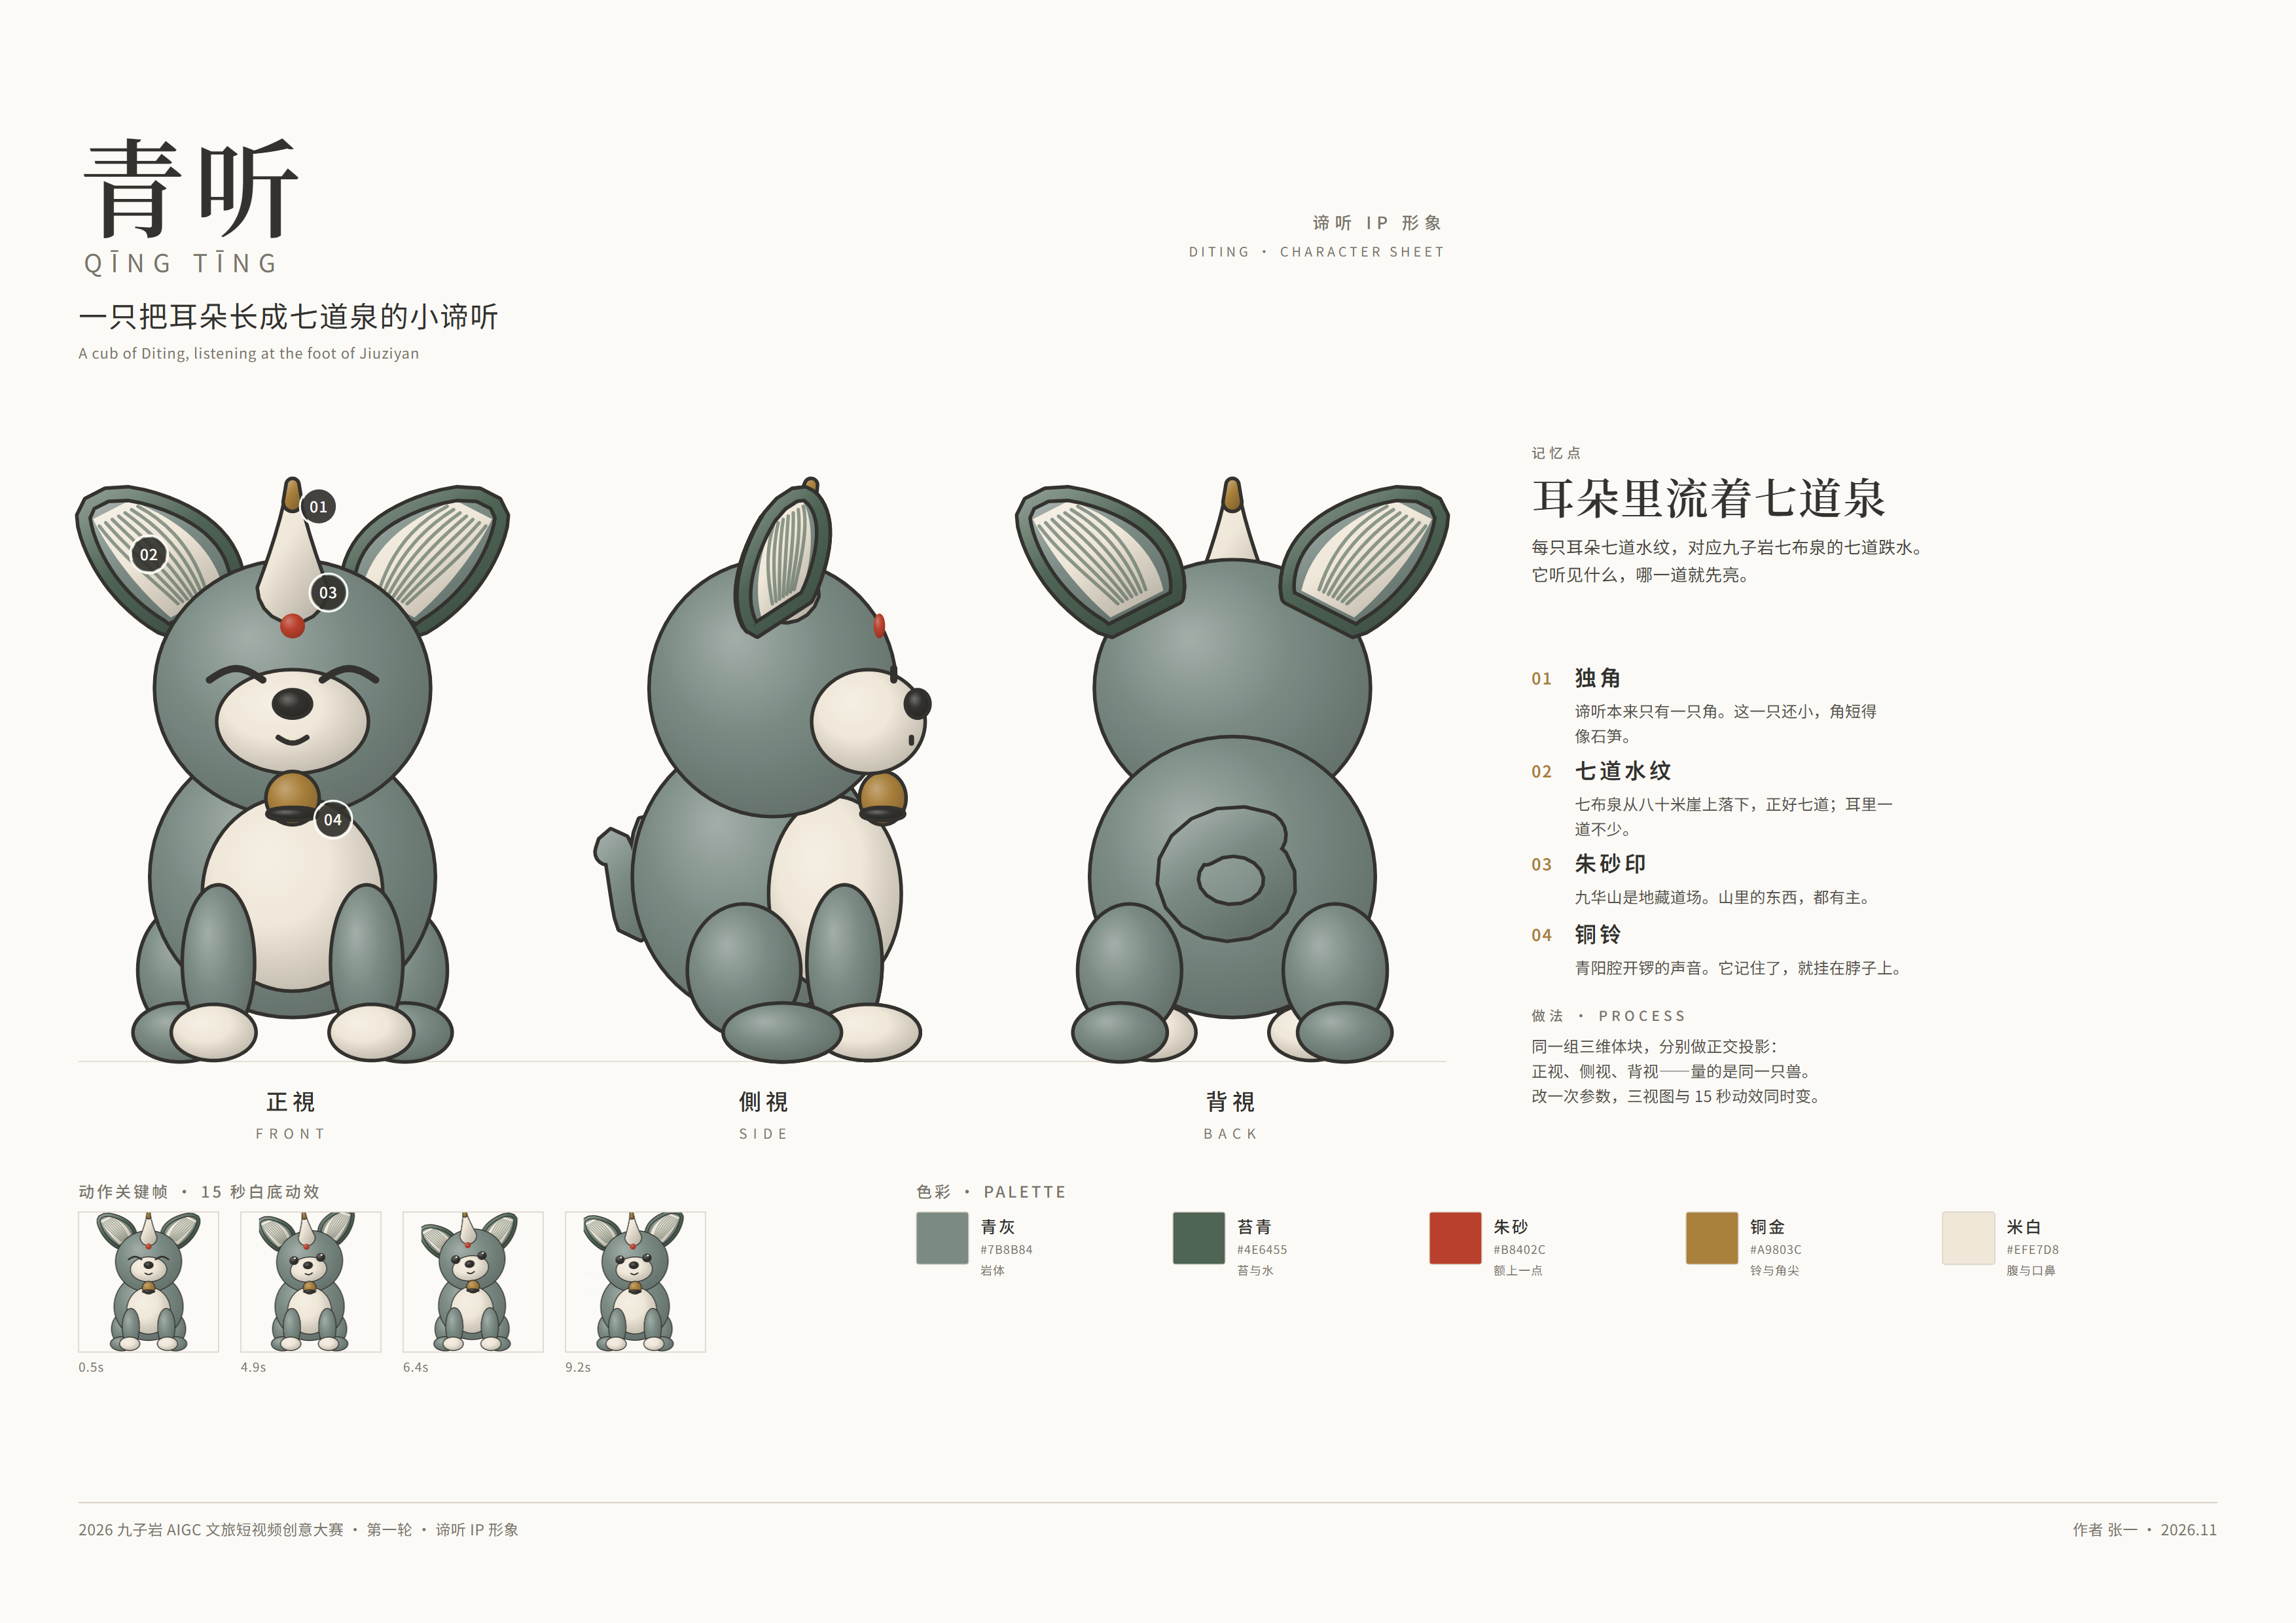 青听
QĪNG TĪNG
一只把耳朵长成七道泉的小谛听
A cub of Diting, listening at the foot of Jiuziyan
谛听 IP 形象
DITING · CHARACTER SHEET
01
02
03
04
正視
FRONT
側視
SIDE
背視
BACK
记忆点
耳朵里流着七道泉
每只耳朵七道水纹，对应九子岩七布泉的七道跌水。
它听见什么，哪一道就先亮。
01 独角
谛听本来只有一只角。这一只还小，角短得
像石笋。
02 七道水纹
七布泉从八十米崖上落下，正好七道；耳里一
道不少。
03 朱砂印
九华山是地藏道场。山里的东西，都有主。
04 铜铃
青阳腔开锣的声音。它记住了，就挂在脖子上。
做法 · PROCESS
同一组三维体块，分别做正交投影：
正视、侧视、背视——量的是同一只兽。
改一次参数，三视图与 15 秒动效同时变。
动作关键帧 · 15 秒白底动效
0.5s
4.9s
6.4s
9.2s
色彩 · PALETTE
青灰
#7B8B84
岩体
苔青
#4E6455
苔与水
朱砂
#B8402C
额上一点
铜金
#A9803C
铃与角尖
米白
#EFE7D8
腹与口鼻
2026 九子岩 AIGC 文旅短视频创意大赛 · 第一轮 · 谛听 IP 形象
作者 张一 · 2026.11